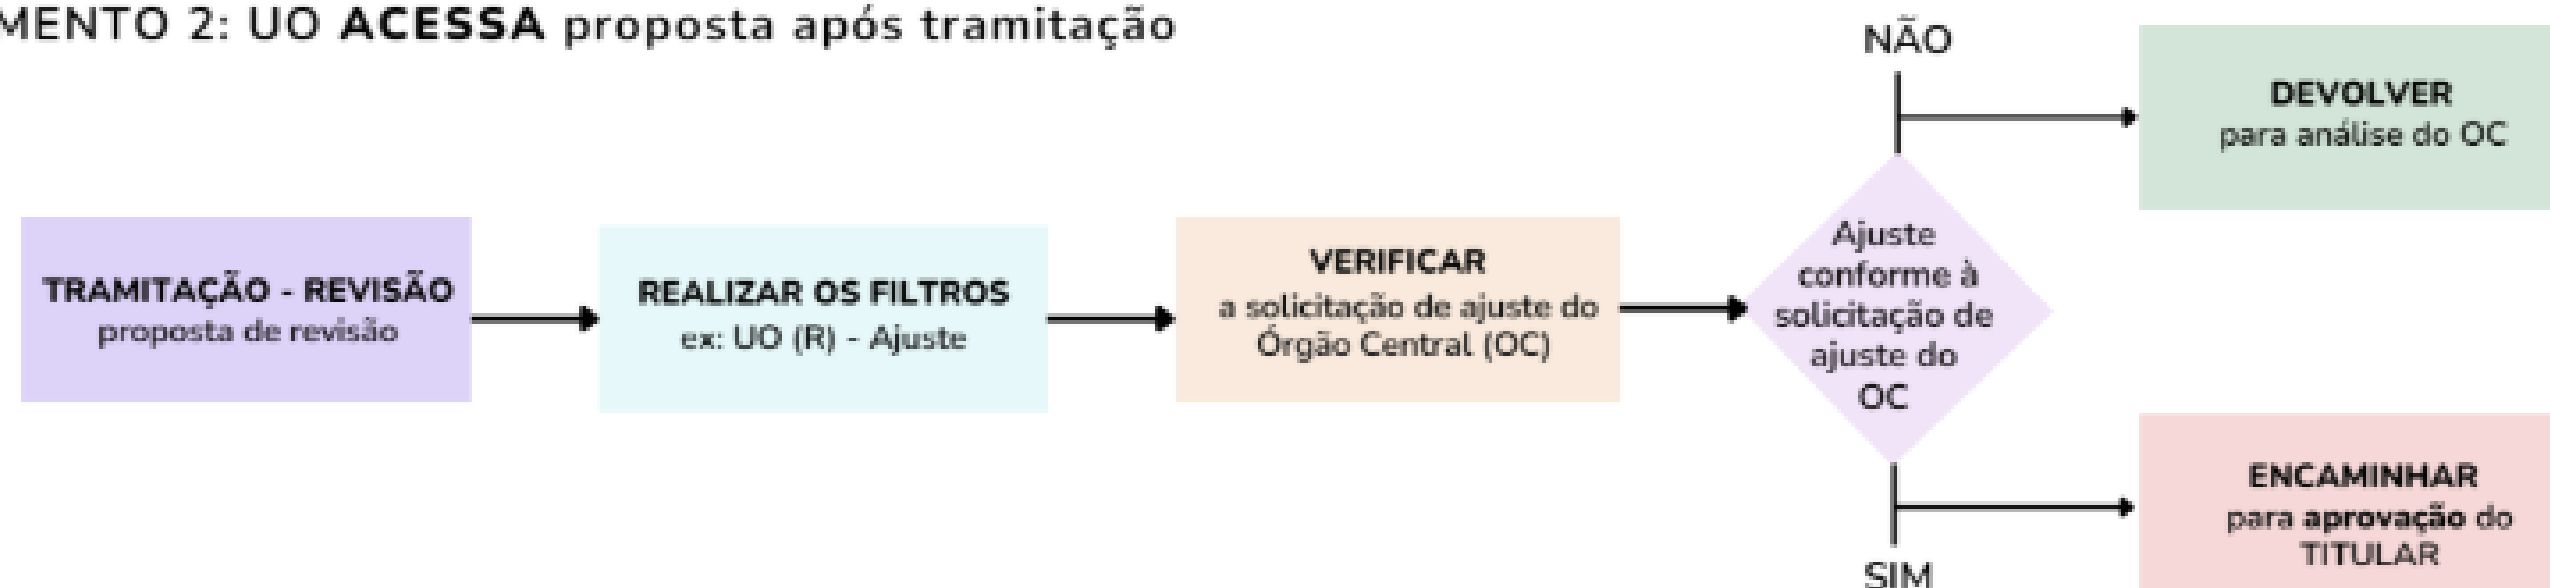 MENTO 2: UO ACESSA proposta após tramitação
TRAMITAÇÃO - REVISÃO
proposta de revisão
REALIZAR OS FILTROS
ex: UO (R) - Ajuste
VERIFICAR
a solicitação de ajuste do
Órgão Central (OC)
Ajuste
conforme à
solicitação de
ajuste do
OC
NÃO
DEVOLVER
para análise do OC
SIM
ENCAMINHAR
para aprovação do
TITULAR